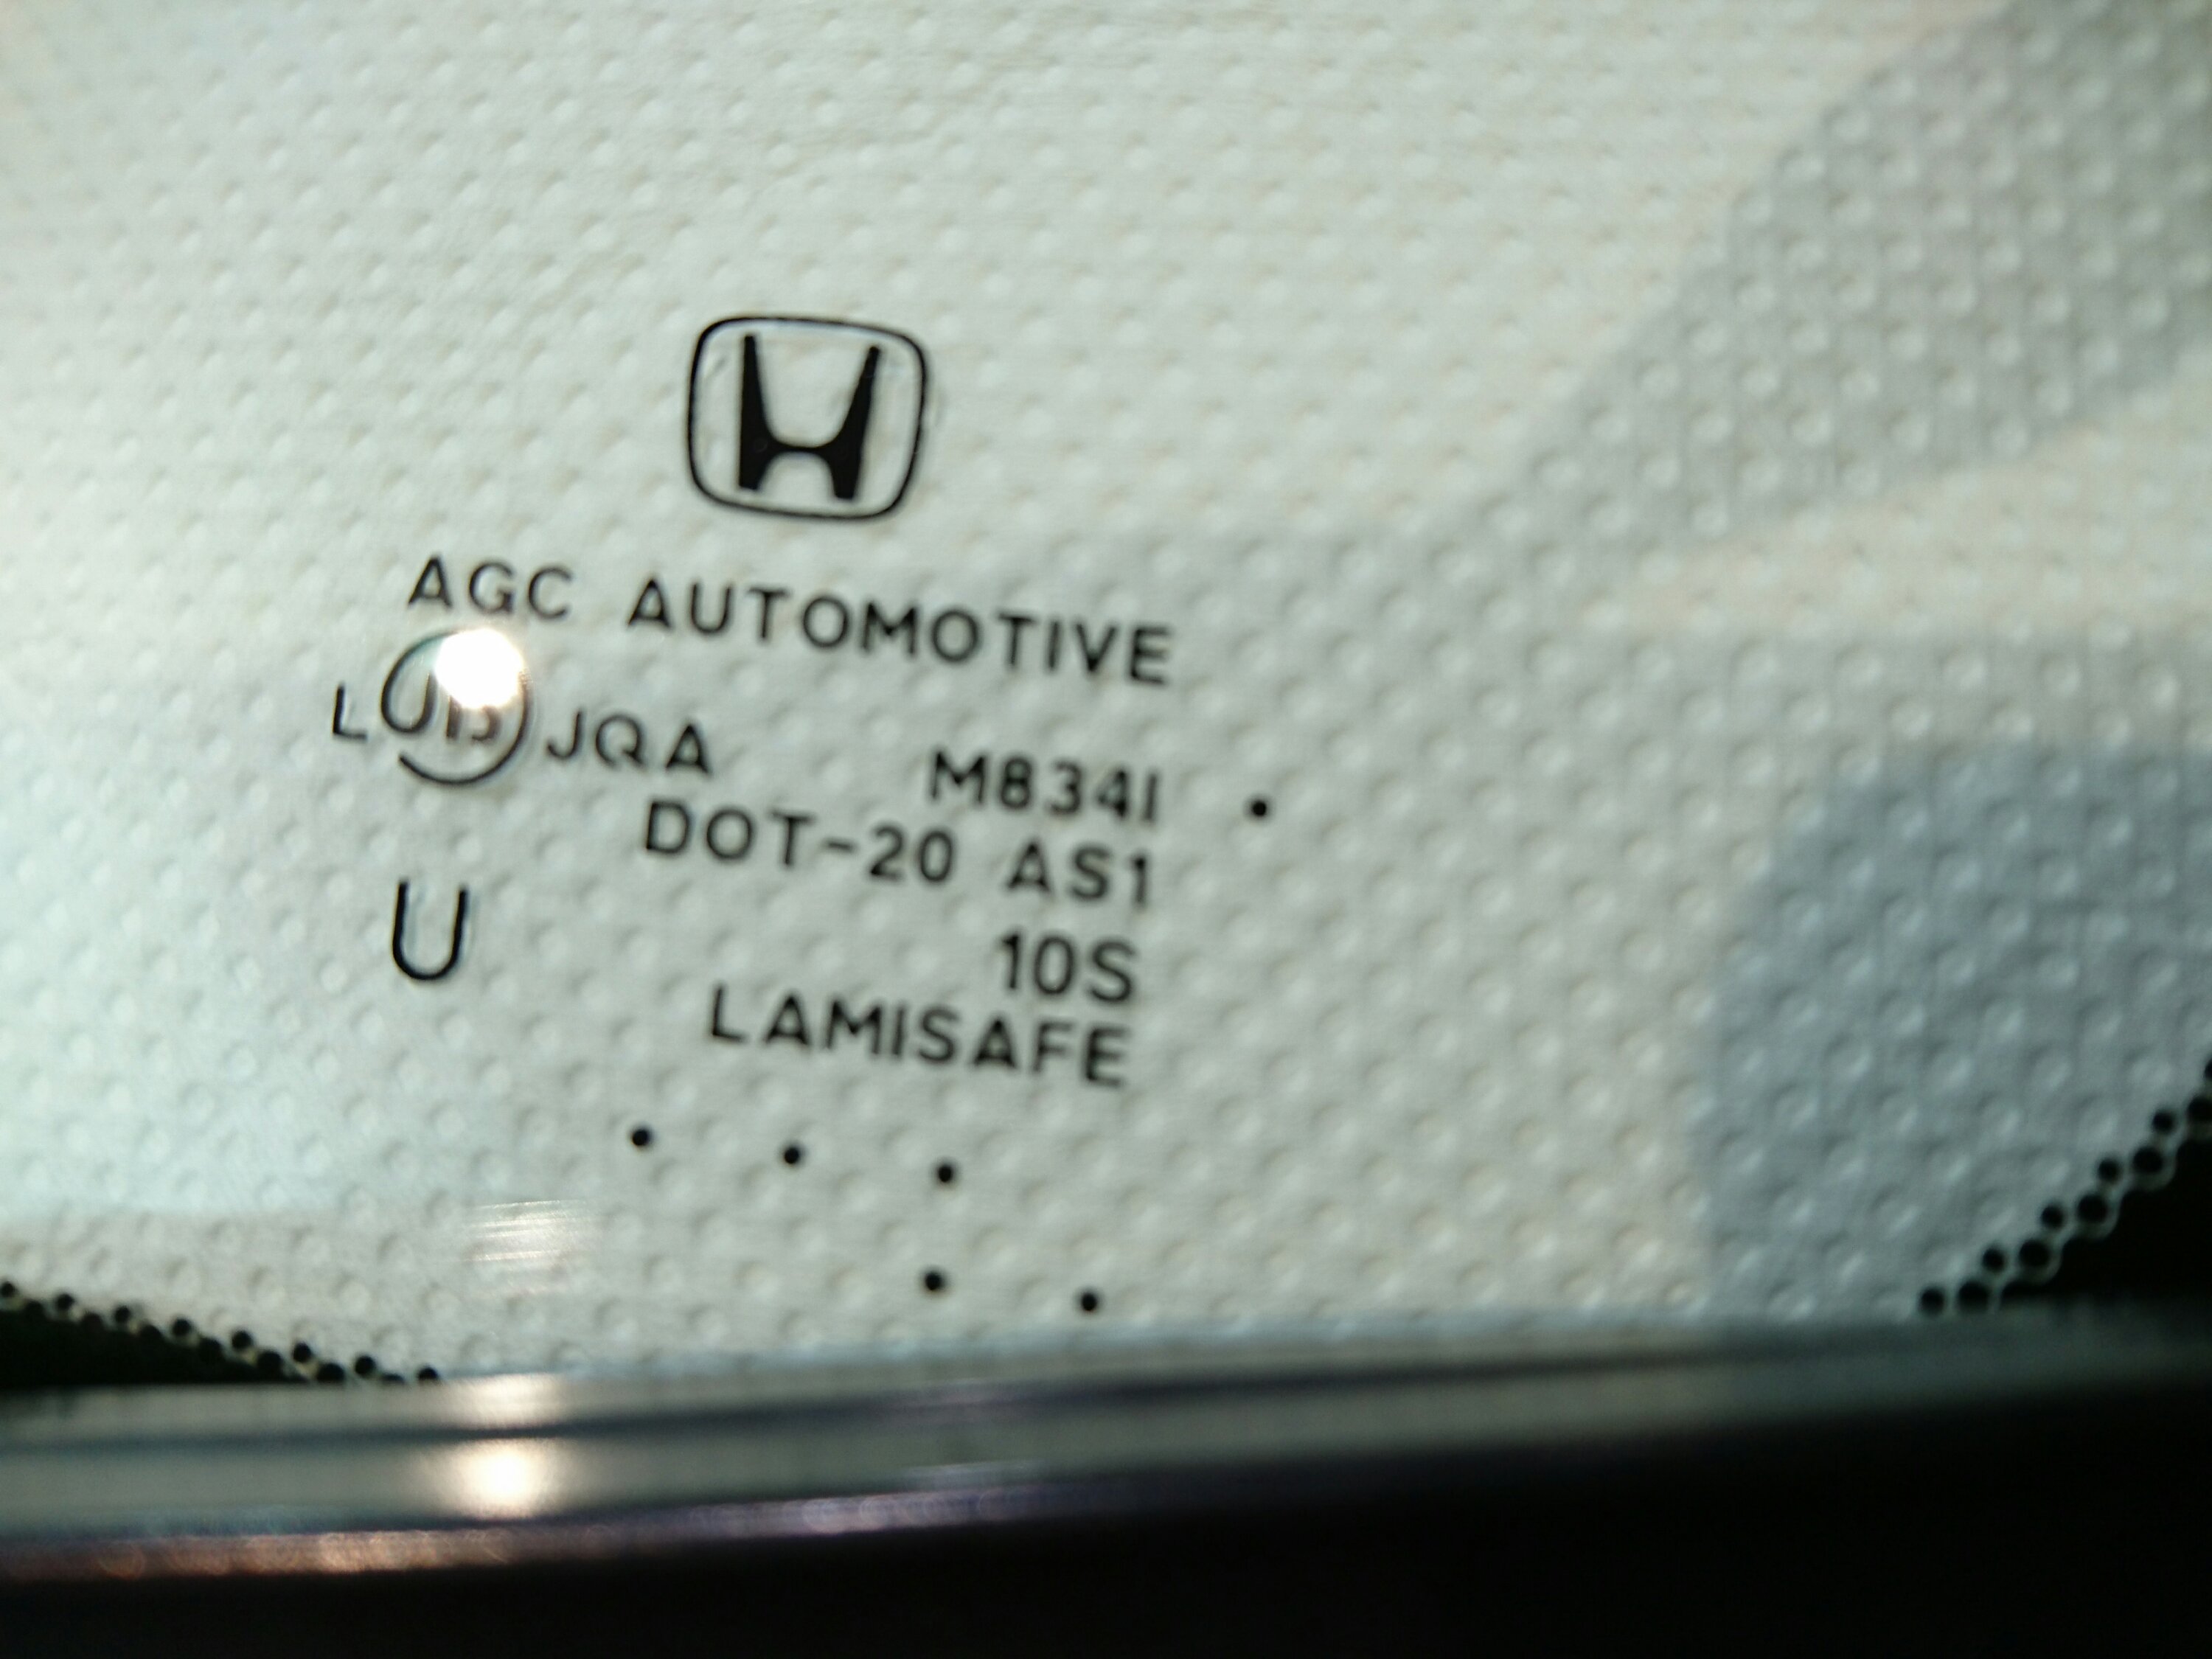 AGC AUTOMOTIVE
L JQA M834I
DOT-20 AS1
U
10S
LAMISAFE